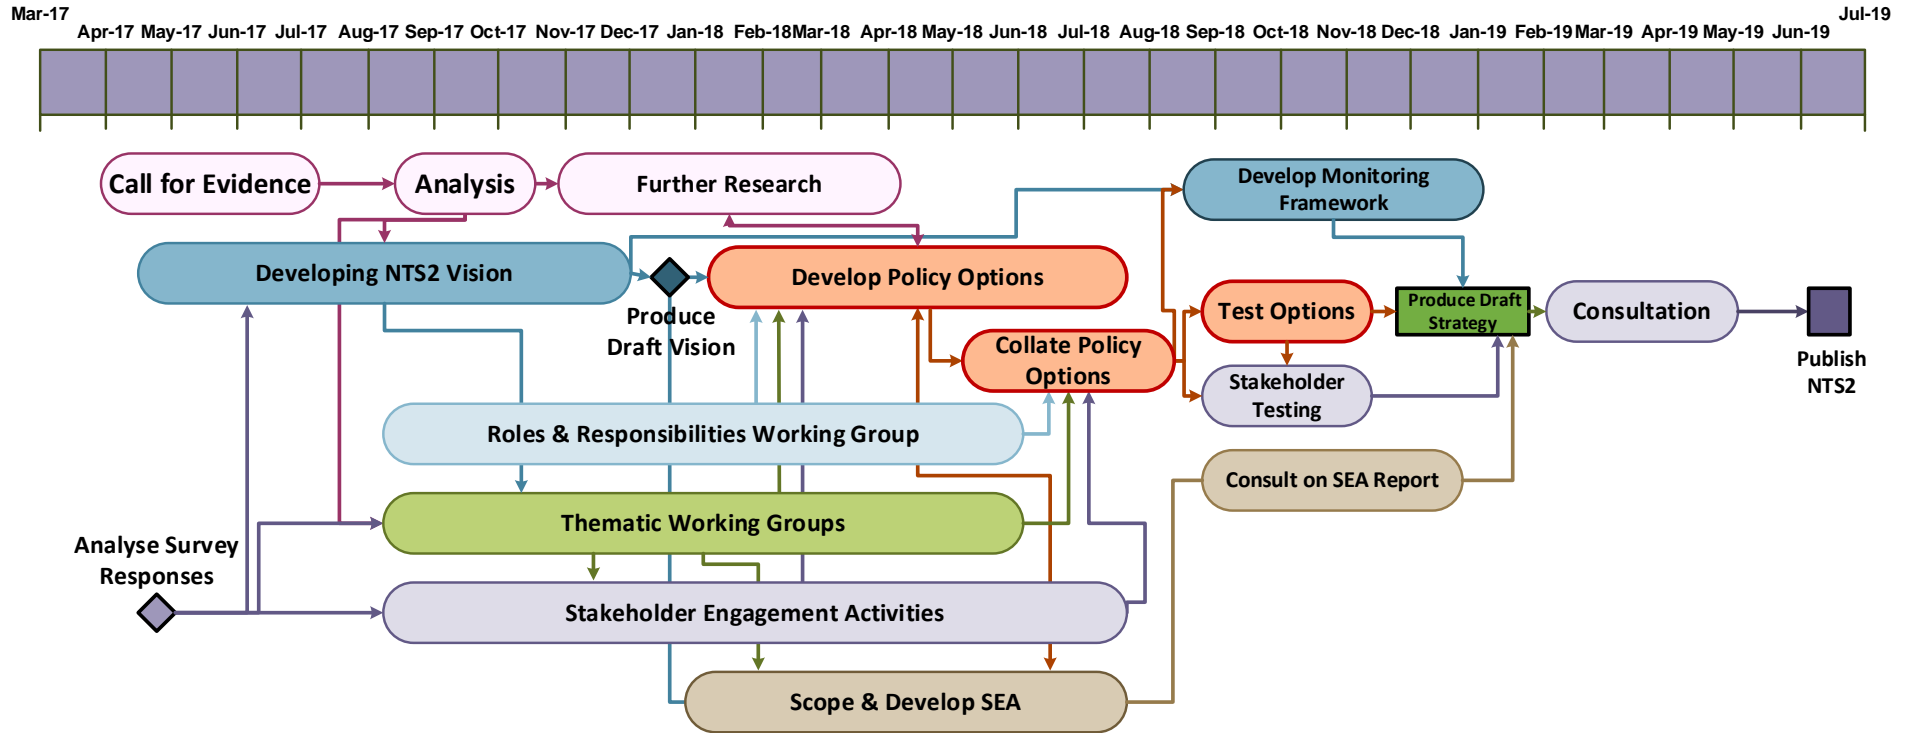 Mar-17
Jul-19
Apr-17 May-17 Jun-17 Jul-17 Aug-17 Sep-17 Oct-17 Nov-17 Dec-17 Jan-18 Feb-18 Mar-18 Apr-18 May-18 Jun-18 Jul-18 Aug-18 Sep-18 Oct-18 Nov-18 Dec-18 Jan-19 Feb-19 Mar-19 Apr-19 May-19 Jun-19
Call for Evidence
Analysis
Further Research
Develop Monitoring
Framework
Developing NTS2 Vision
Produce
Draft Vision
Develop Policy Options
Collate Policy
Options
Test Options
Stakeholder
Testing
Produce Draft
Strategy
Consultation
Publish
NTS2
Roles & Responsibilities Working Group
Consult on SEA Report
Thematic Working Groups
Analyse Survey
Responses
Stakeholder Engagement Activities
Scope & Develop SEA